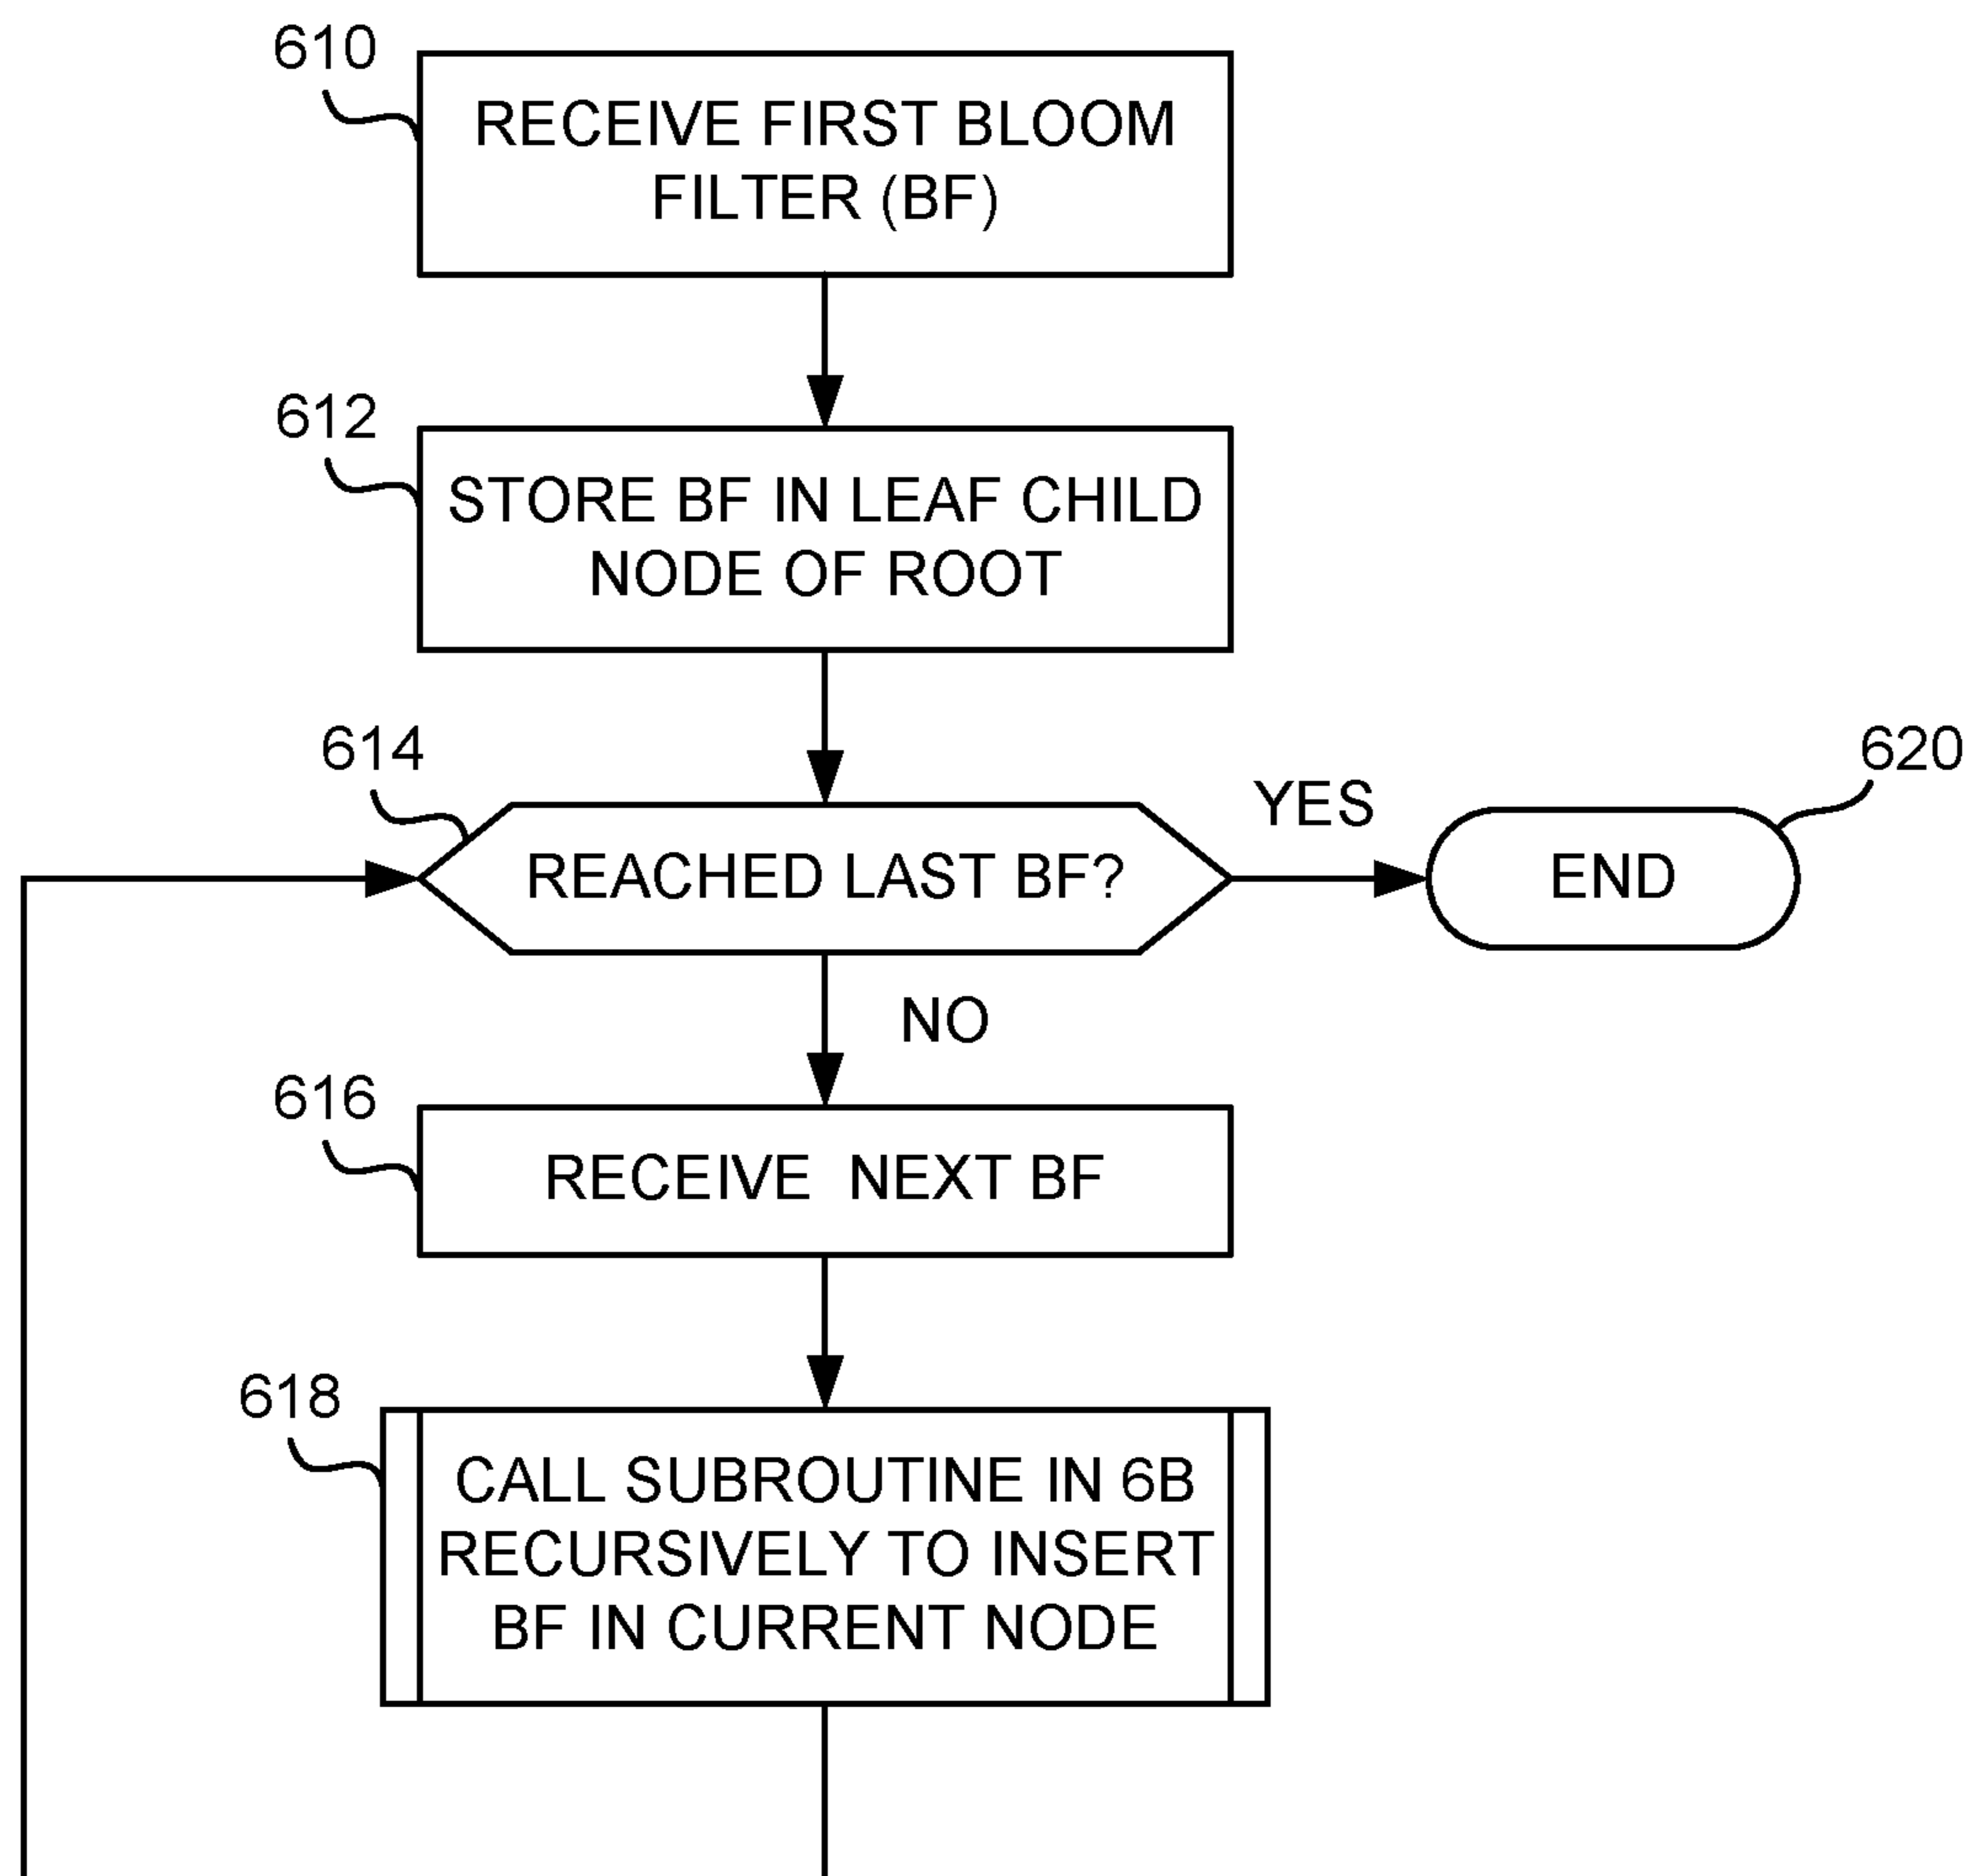 610
RECEIVE FIRST BLOOM
FILTER (BF)
612
STORE BF IN LEAF CHILD
NODE OF ROOT
614
REACHED LAST BF?
YES
620
END
NO
616
RECEIVE NEXT BF
618
CALL SUBROUTINE IN 6B
RECURSIVELY TO INSERT
BF IN CURRENT NODE